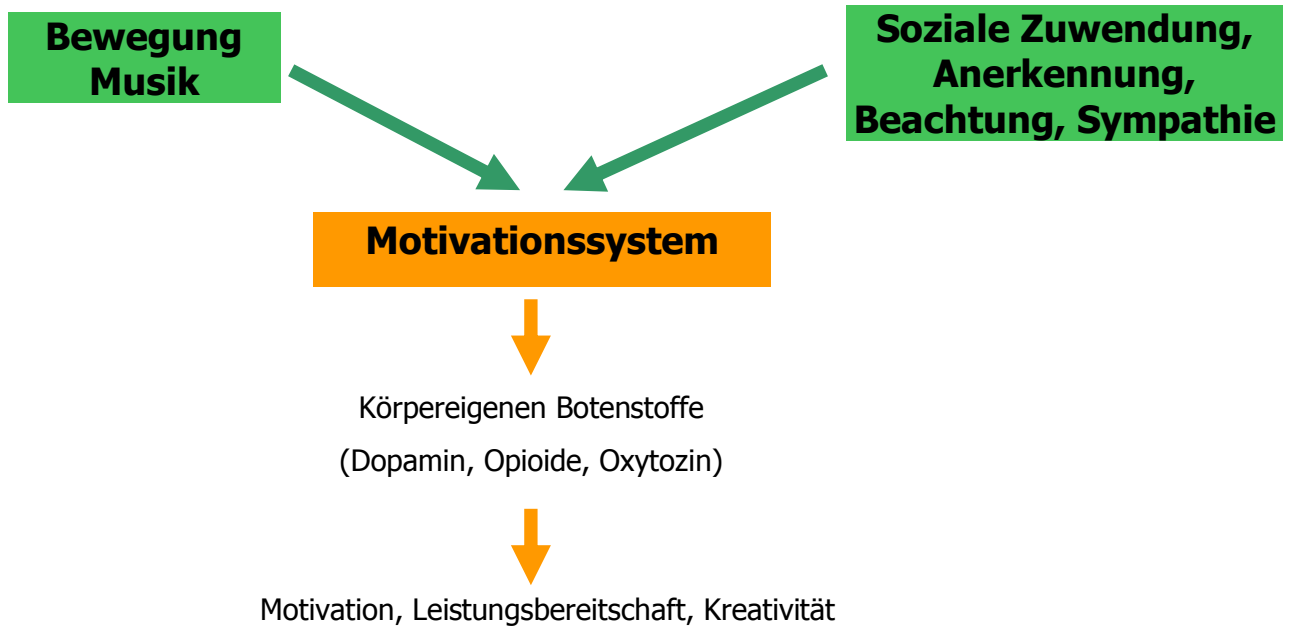 Bewegung
Musik
Soziale Zuwendung,
Anerkennung,
Beachtung, Sympathie
Motivationssystem
Körpereigenen Botenstoffe
(Dopamin, Opioide, Oxytozin)
Motivation, Leistungsbereitschaft, Kreativität